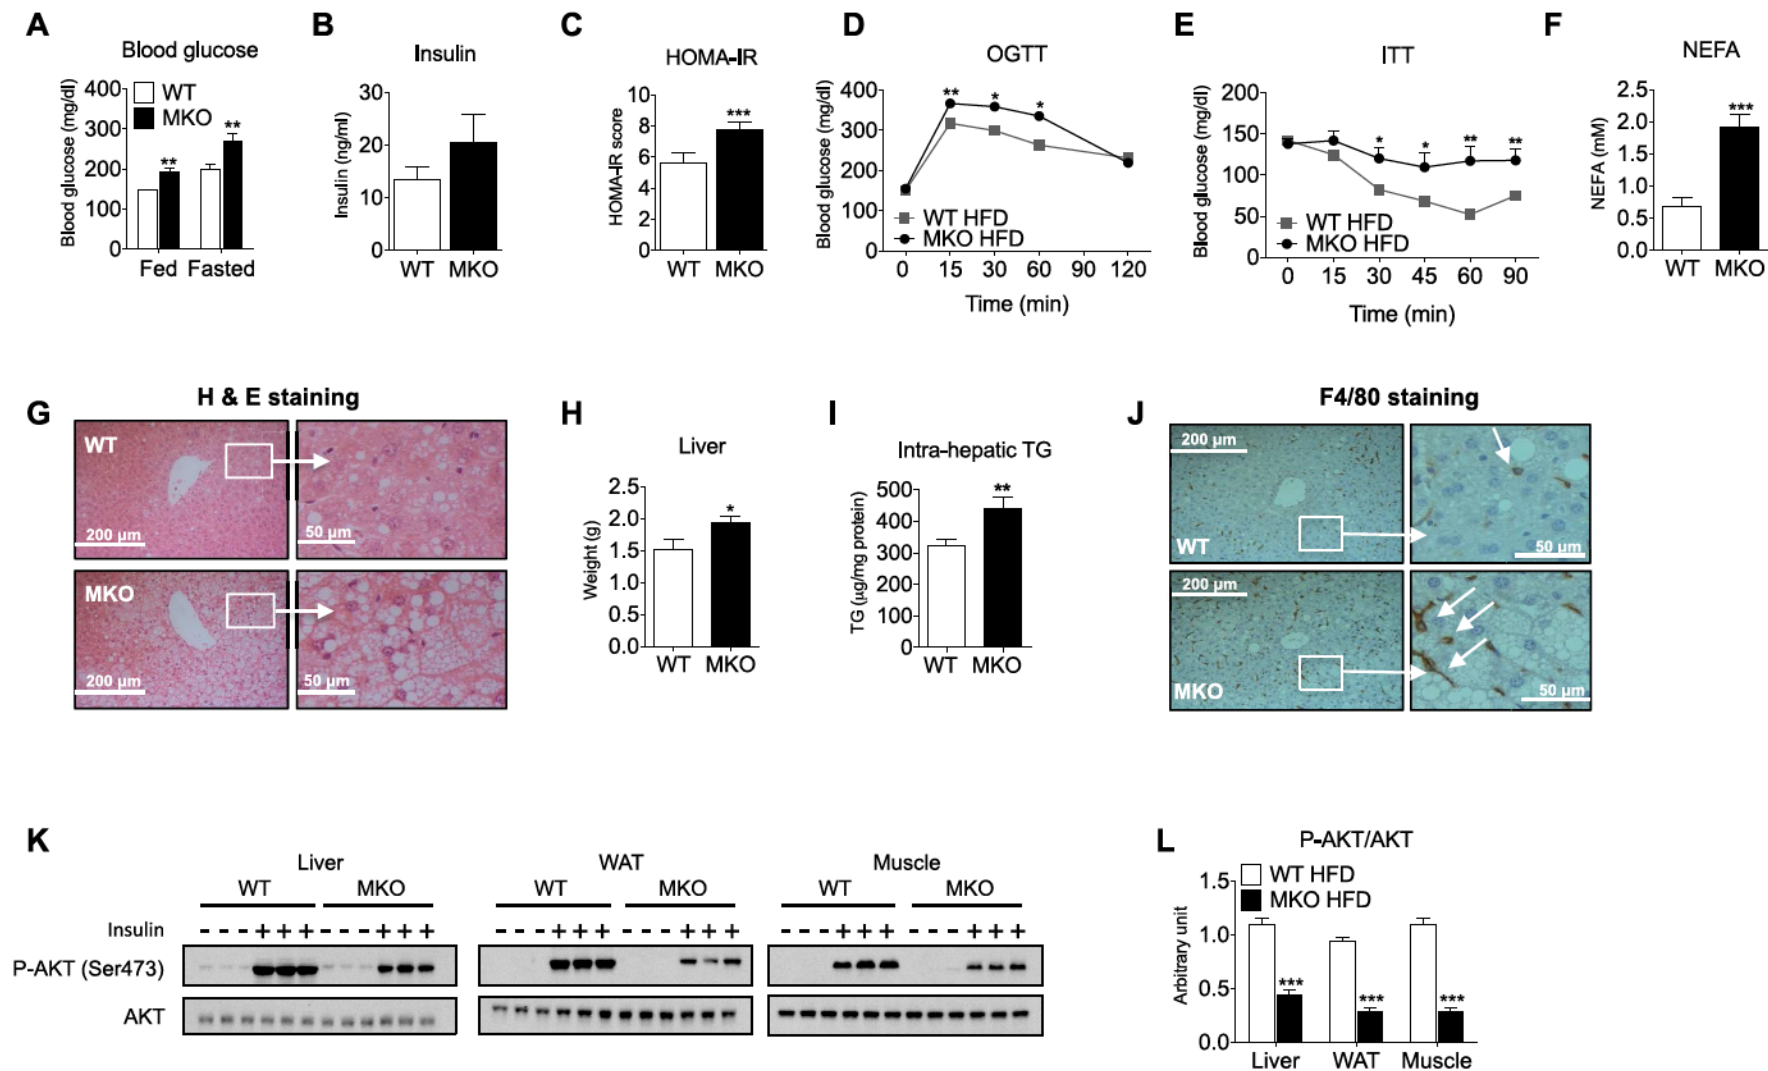 A
Blood glucose
Blood glucose (mg/dl)
400
300
200
100
0
WT
MKO
**
**
Fed Fasted
B
Insulin
Insulin (ng/ml)
30
20
10
0
WT MKO
C
HOMA-IR
HOMA-IR score
10
8
6
4
2
0
***
WT MKO
D
OGTT
Blood glucose (mg/dl)
400
300
200
100
0
** * *
WT HFD
MKO HFD
0 15 30 60 90 120
Time (min)
E
ITT
Blood glucose (mg/dl)
200
150
100
50
0
* * ** **
WT HFD
MKO HFD
0 15 30 45 60 90
Time (min)
F
NEFA
NEFA (mM)
2.5
2.0
1.5
1.0
0.5
0.0
***
WT MKO
G
H & E staining
WT
200 µm
50 µm
MKO
200 µm
50 µm
H
Liver
Weight (g)
2.5
2.0
1.5
1.0
0.5
0.0
*
WT MKO
I
Intra-hepatic TG
TG (µg/mg protein)
500
400
300
200
100
0
**
WT MKO
J
F4/80 staining
200 µm
WT
50 µm
200 µm
MKO
50 µm
K
Liver WAT Muscle
WT MKO WT MKO WT MKO
Insulin - - - + + + - - - + + + - - - + + + - - - + + + - - - + + + - - - + + +
P-AKT (Ser473)
AKT
L
P-AKT/AKT
Arbitrary unit
1.5
1.0
0.5
0.0
WT HFD
MKO HFD
*** *** ***
Liver WAT Muscle